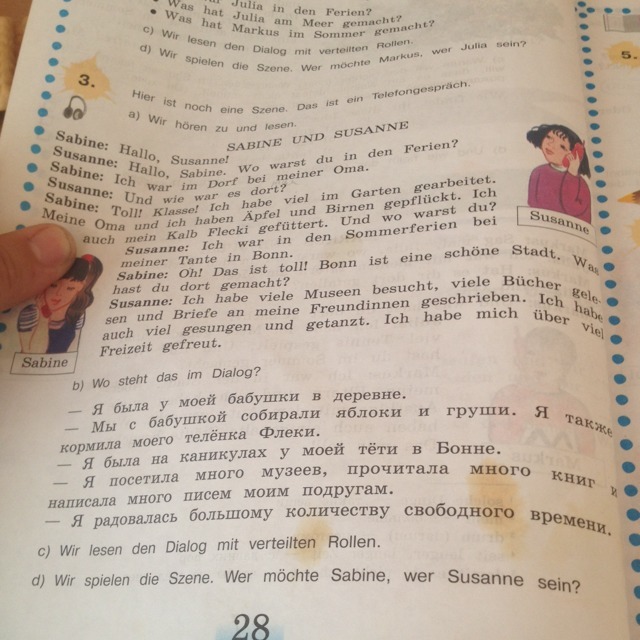 Julia in den Ferien?
• Was hat Julia am Meer gemacht?
• Was hat Markus im Sommer gemacht?
c) Wir lesen den Dialog mit verteilten Rollen.
d) Wir spielen die Szene. Wer möchte Markus, wer Julia sein?
3.
5.
Hier ist noch eine Szene. Das ist ein Telefongespräch.
a) Wir hören zu und lesen.
SABINE UND SUSANNE
Sabine: Hallo, Susanne!
Susanne: Hallo, Sabine. Wo warst du in den Ferien?
Sabine: Ich war im Dorf bei meiner Oma.
Susanne: Und wie war es dort?
Sabine: Toll! Klasse! Ich habe viel im Garten gearbeitet.
Meine Oma und ich haben Äpfel und Birnen gepflückt. Ich
auch mein Kalb Flecki gefüttert. Und wo warst du?
Susanne: Ich war in den Sommerferien bei
meiner Tante in Bonn.
Sabine: Oh! Das ist toll! Bonn ist eine schöne Stadt. Was
hast du dort gemacht?
Susanne: Ich habe viele Museen besucht, viele Bücher gele-
sen und Briefe an meine Freundinnen geschrieben. Ich habe
auch viel gesungen und getanzt. Ich habe mich über viel
Freizeit gefreut.
Susanne
Sabine
b) Wo steht das im Dialog?
— Я была у моей бабушки в деревне.
— Мы с бабушкой собирали яблоки и груши. Я также
кормила моего телёнка Флеки.
— Я была на каникулах у моей тёти в Бонне.
— Я посетила много музеев, прочитала много книг и
написала много писем моим подругам.
— Я радовалась большому количеству свободного времени.
c) Wir lesen den Dialog mit verteilten Rollen.
d) Wir spielen die Szene. Wer möchte Sabine, wer Susanne sein?
28